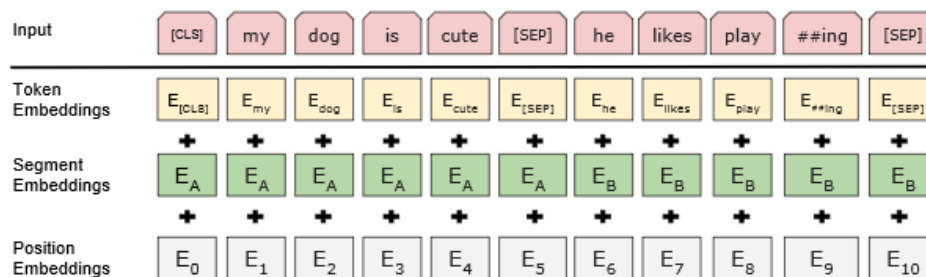 Input [CLS] my dog is cute [SEP] he likes play ##ing [SEP]
Token
Embeddings E[CLS] Emy Edog Eis Ecute E[SEP] Ehe Elikes Eplay E##ing E[SEP]
+ + + + + + + + + + +
Segment
Embeddings EA EA EA EA EA EA EB EB EB EB EB
+ + + + + + + + + + +
Position
Embeddings E0 E1 E2 E3 E4 E5 E6 E7 E8 E9 E10